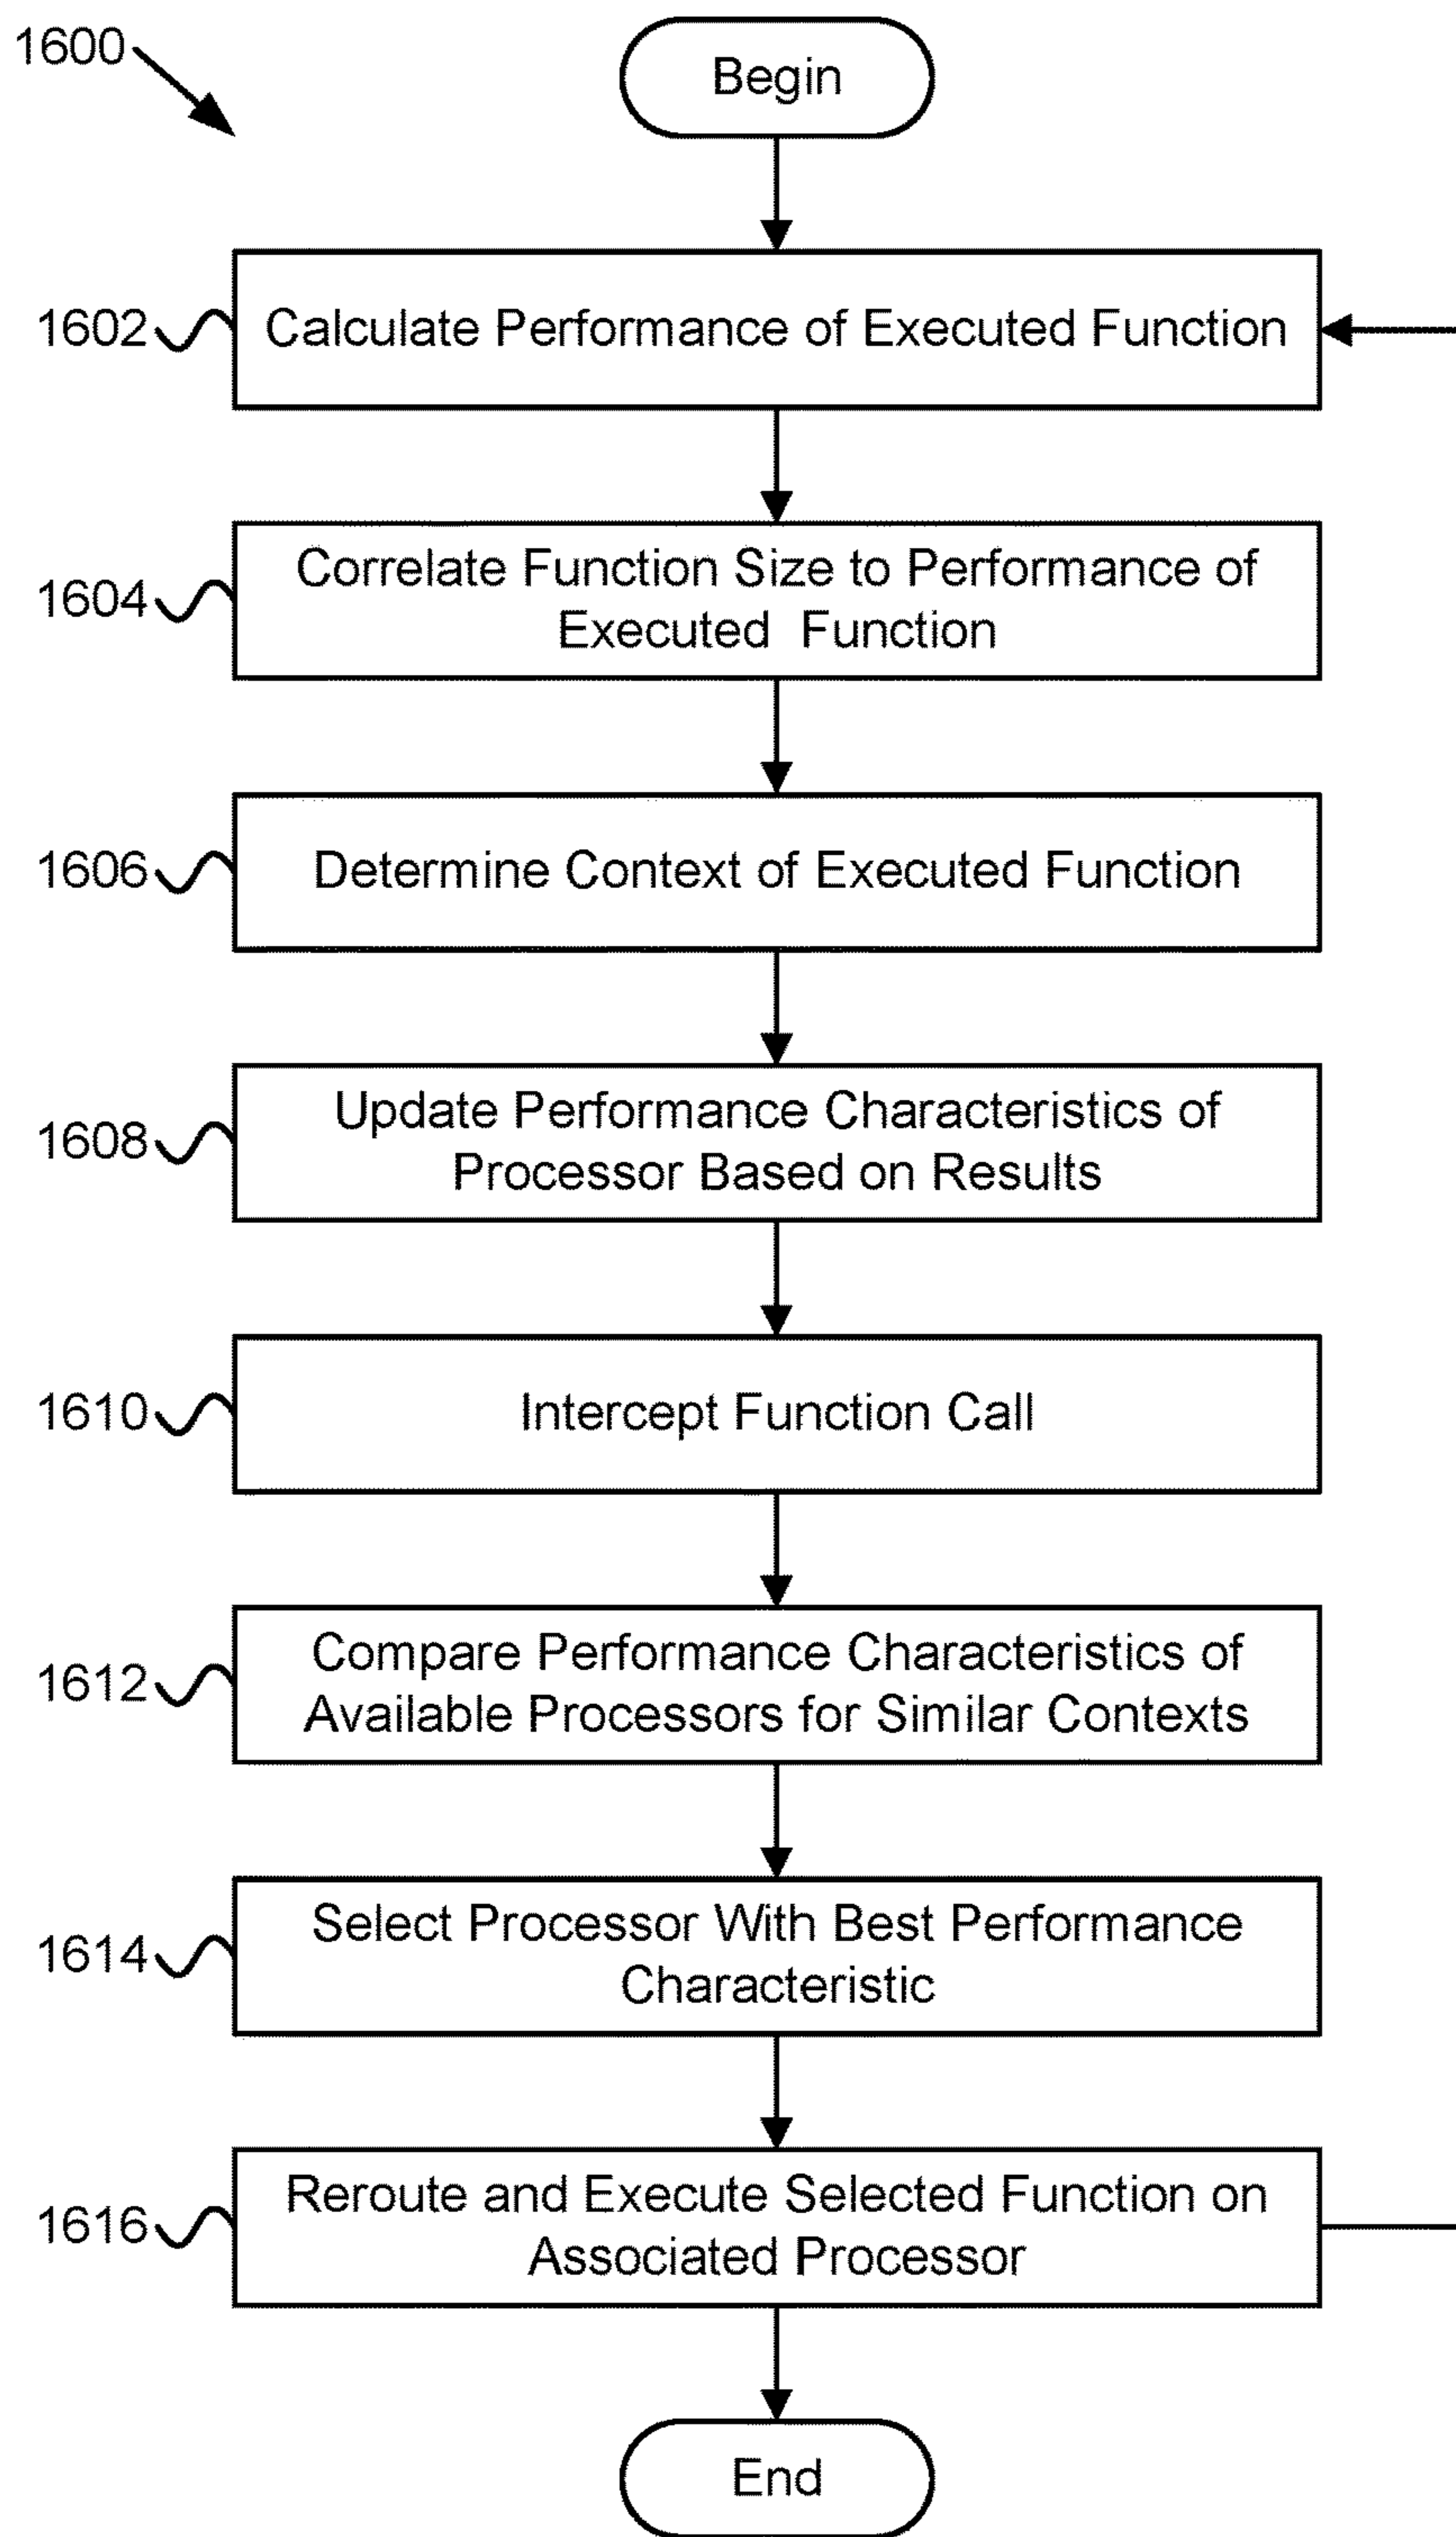 1600
Begin
1602
Calculate Performance of Executed Function
1604
Correlate Function Size to Performance of
Executed Function
1606
Determine Context of Executed Function
1608
Update Performance Characteristics of
Processor Based on Results
1610
Intercept Function Call
1612
Compare Performance Characteristics of
Available Processors for Similar Contexts
1614
Select Processor With Best Performance
Characteristic
1616
Reroute and Execute Selected Function on
Associated Processor
End